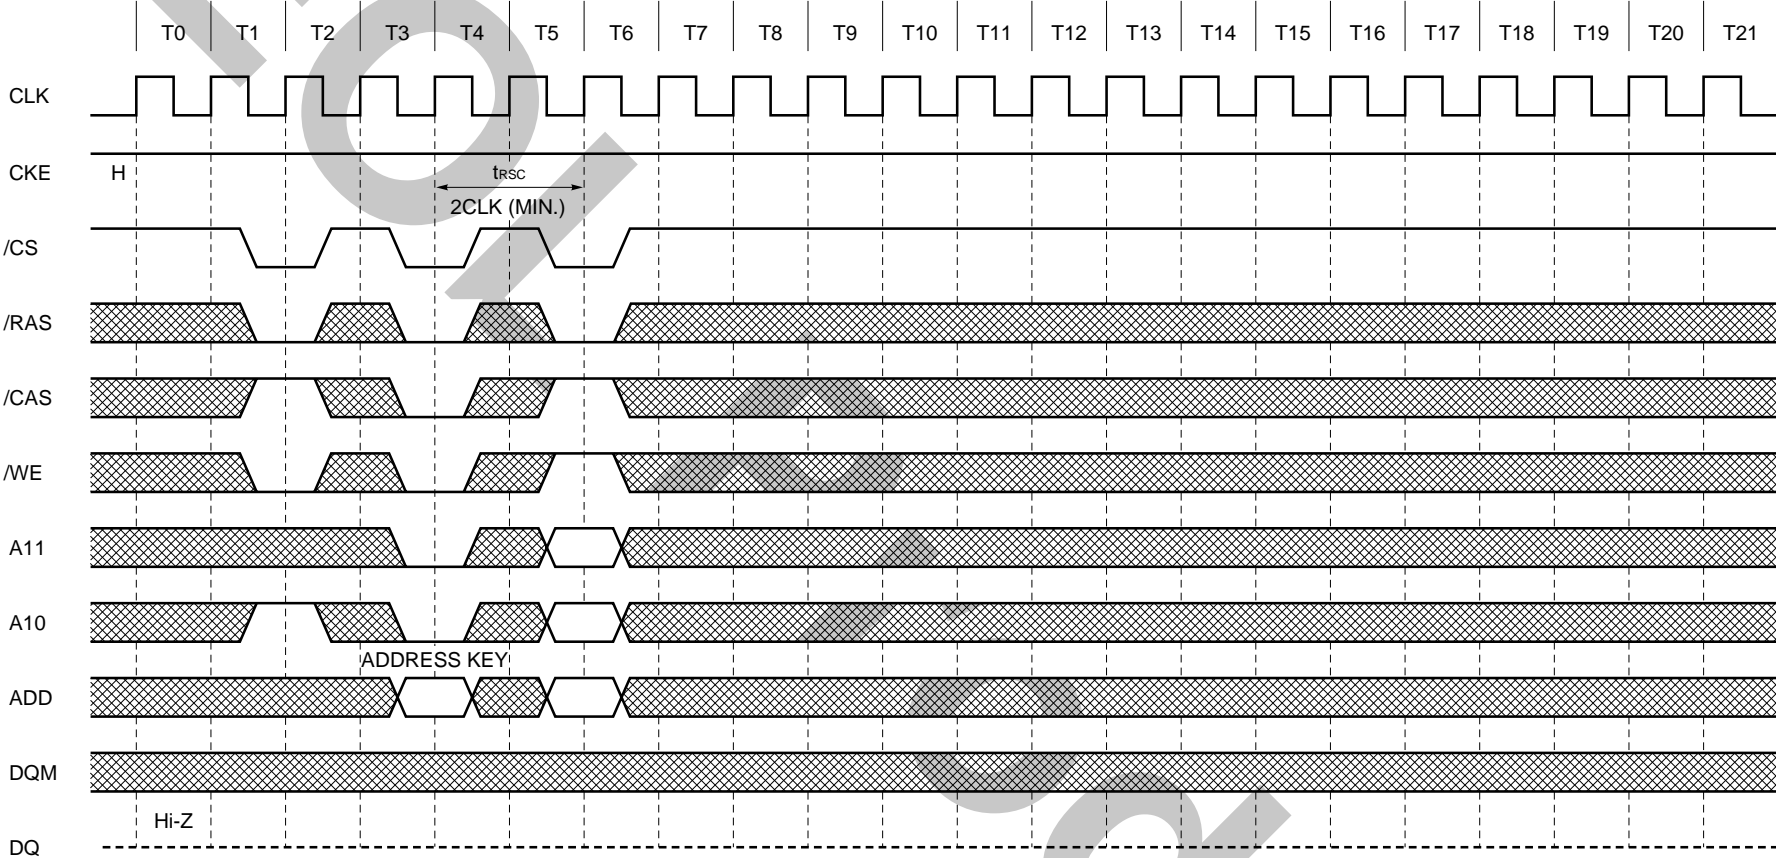 T0 T1 T2 T3 T4 T5 T6 T7 T8 T9 T10 T11 T12 T13 T14 T15 T16 T17 T18 T19 T20 T21
CLK
CKE H tRSC
2CLK (MIN.)
/CS
/RAS
/CAS
/WE
A11
A10
ADDRESS KEY
ADD
DQM
Hi-Z
DQ